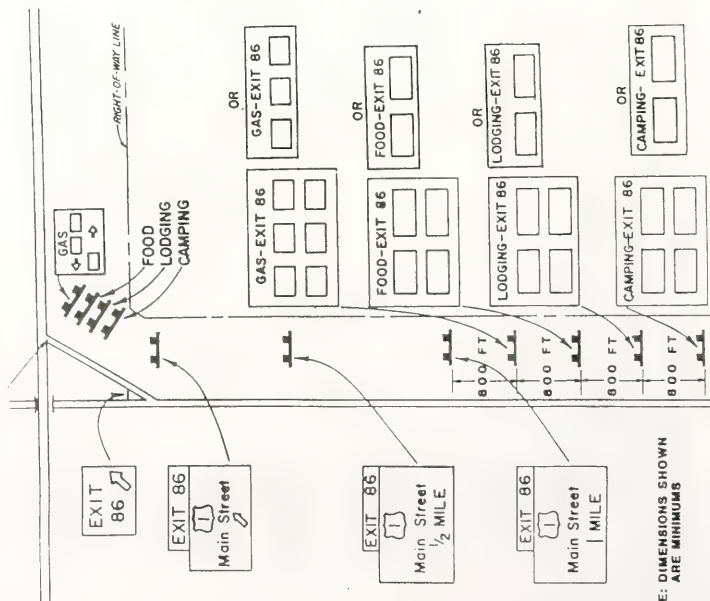 RIGHT-OF-WAY LINE
GAS
FOOD
LODGING
CAMPING
EXIT
86
EXIT 86
1
Main Street
EXIT 86
1
Main Street
1/2 MILE
EXIT 86
1
Main Street
1 MILE
GAS-EXIT 86
OR
GAS-EXIT 86
FOOD-EXIT 86
OR
FOOD-EXIT 86
LODGING-EXIT 86
OR
LODGING-EXIT 86
CAMPING-EXIT 86
OR
CAMPING- EXIT 86
800 FT
800 FT
800 FT
800 FT
E: DIMENSIONS SHOWN
ARE MINIMUMS